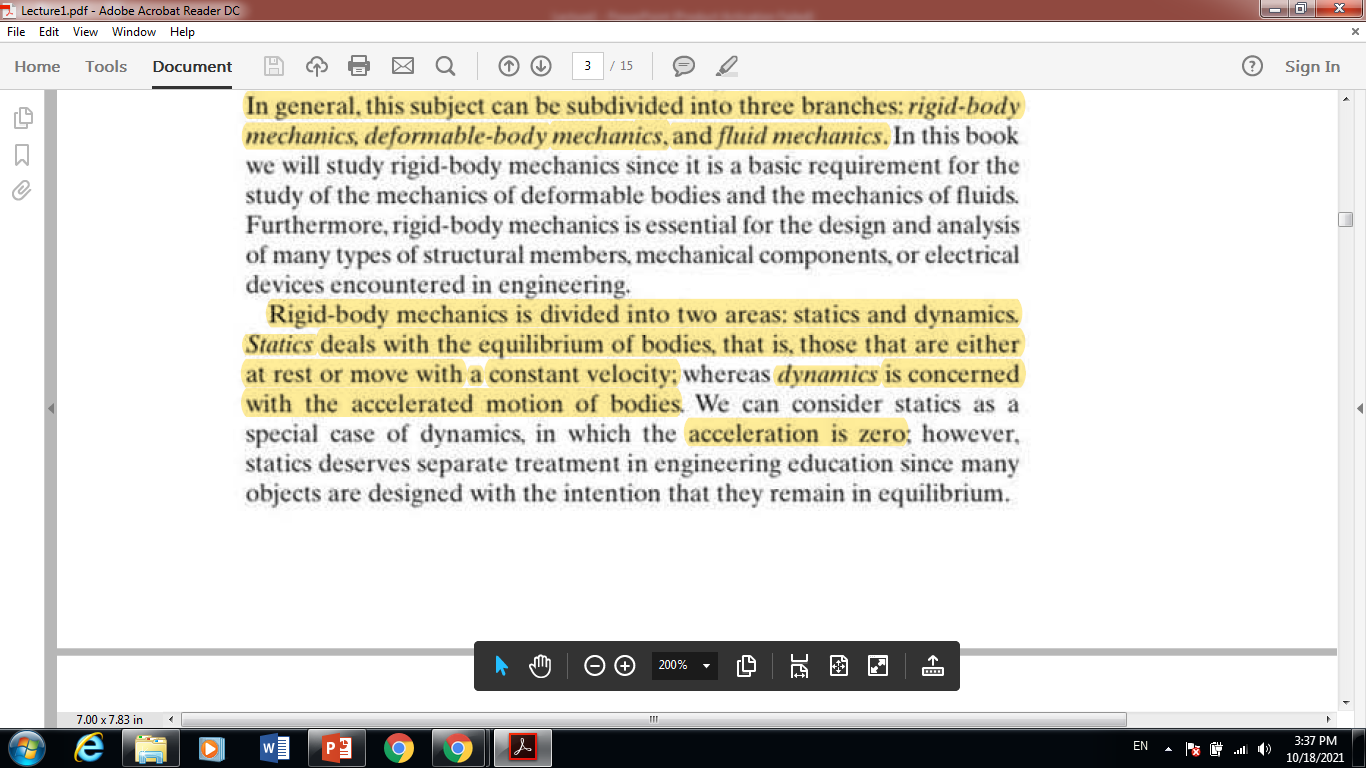 Lecture1.pdf - Adobe Acrobat Reader DC
File Edit View Window Help
Home Tools Document 3 / 15 Sign In
In general, this subject can be subdivided into three branches: rigid-body
mechanics, deformable-body mechanics, and fluid mechanics. In this book
we will study rigid-body mechanics since it is a basic requirement for the
study of the mechanics of deformable bodies and the mechanics of fluids.
Furthermore, rigid-body mechanics is essential for the design and analysis
of many types of structural members, mechanical components, or electrical
devices encountered in engineering.
Rigid-body mechanics is divided into two areas: statics and dynamics.
Statics deals with the equilibrium of bodies, that is, those that are either
at rest or move with a constant velocity; whereas dynamics is concerned
with the accelerated motion of bodies. We can consider statics as a
special case of dynamics, in which the acceleration is zero; however,
statics deserves separate treatment in engineering education since many
objects are designed with the intention that they remain in equilibrium.
200%
7.00 x 7.83 in
EN
3:37 PM
10/18/2021